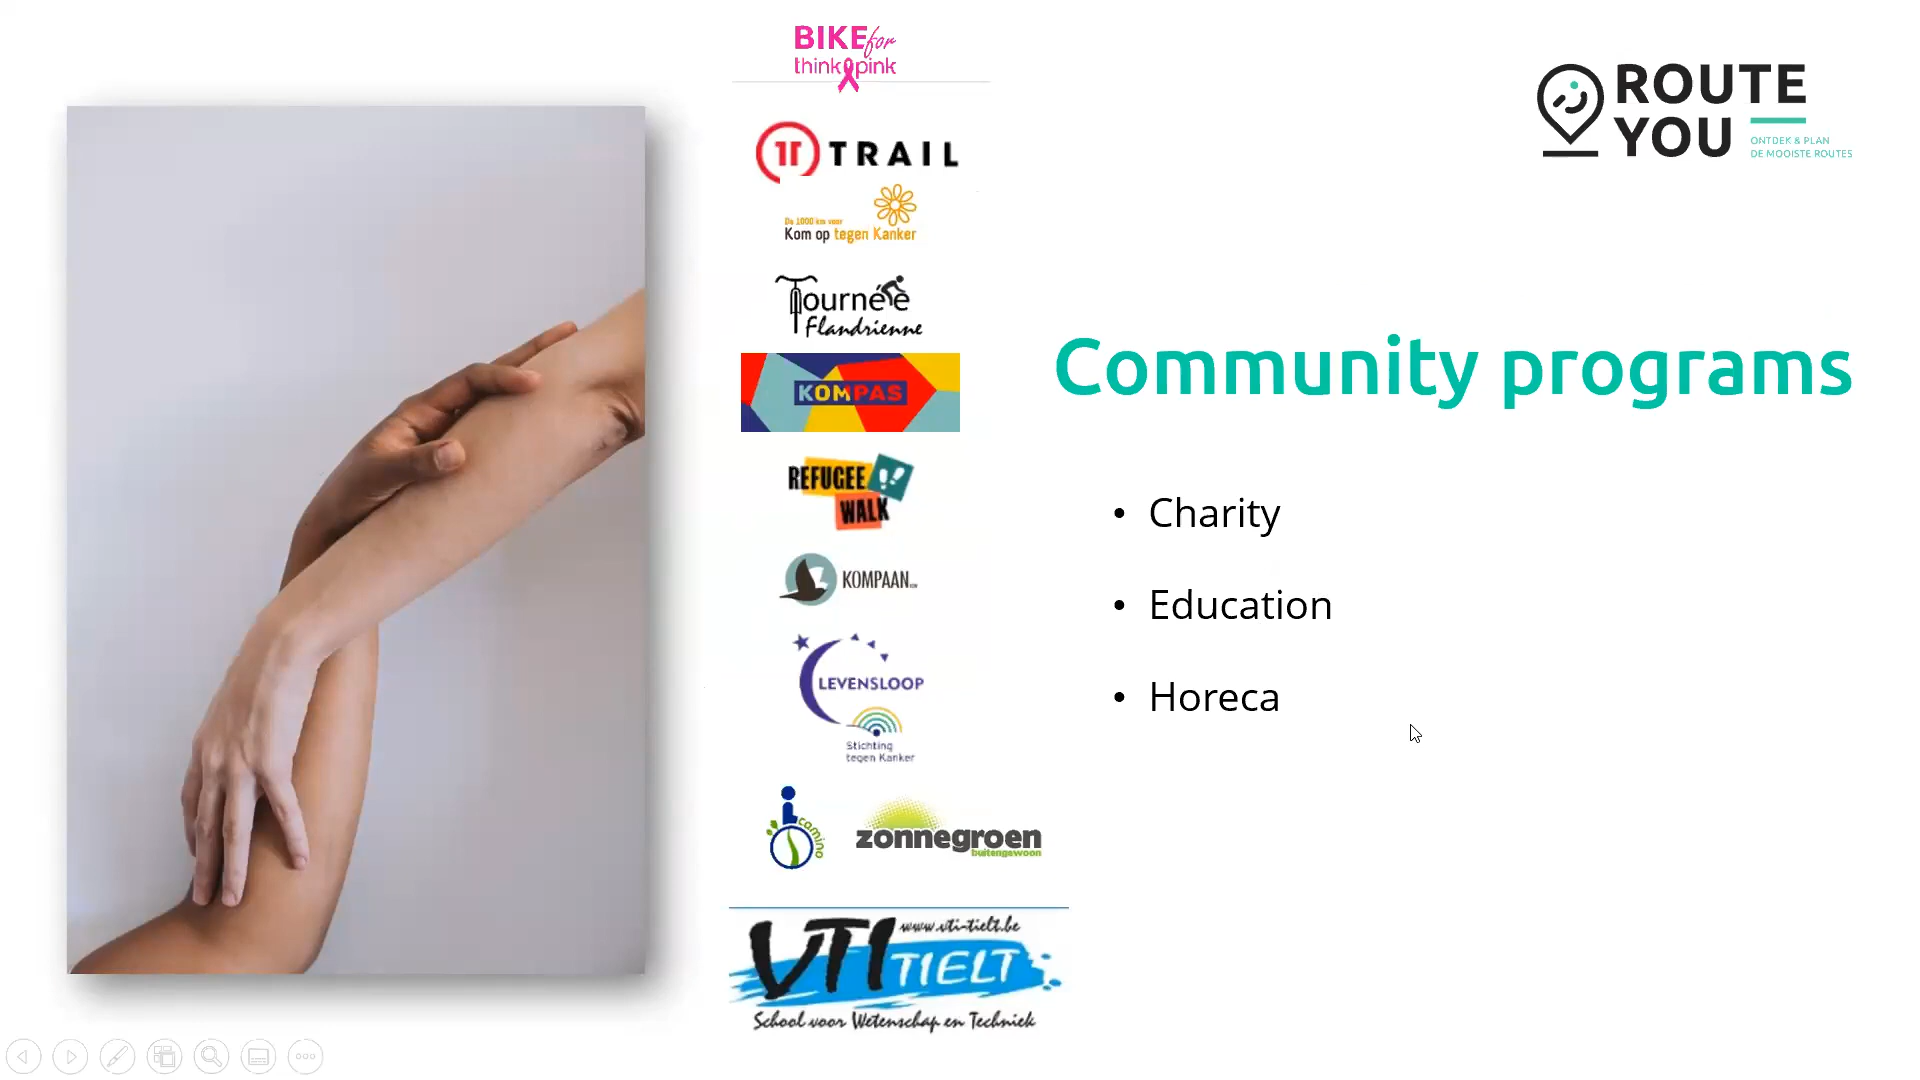 BIKE for
think pink
11 TRAIL
De 1000 km voor
Kom op tegen Kanker
Tournée
Flandrienne
KOMPAS
REFUGEE
WALK
KOMPAAN
LEVENSLOOP
Stichting
tegen Kanker
camino
zonnegroen
buitengewoon
www.vti-tielt.be
VTI TIELT
School voor Wetenschap en Techniek
ROUTE
YOU
ONTDEK & PLAN
DE MOOISTE ROUTES
Community programs
• Charity
• Education
• Horeca